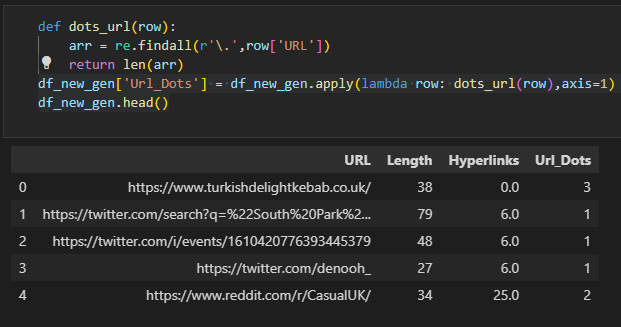 def dots_url(row):
arr = re.findall(r'\.',row['URL'])
return len(arr)
df_new_gen['Url_Dots'] = df_new_gen.apply(lambda row: dots_url(row),axis=1)
df_new_gen.head()
URL Length Hyperlinks Url_Dots
0 https://www.turkishdelightkebab.co.uk/ 38 0.0 3
1 https://twitter.com/search?q=%22South%20Park%2... 79 6.0 1
2 https://twitter.com/i/events/1610420776393445379 48 6.0 1
3 https://twitter.com/denooh_ 27 6.0 1
4 https://www.reddit.com/r/CasualUK/ 34 25.0 2